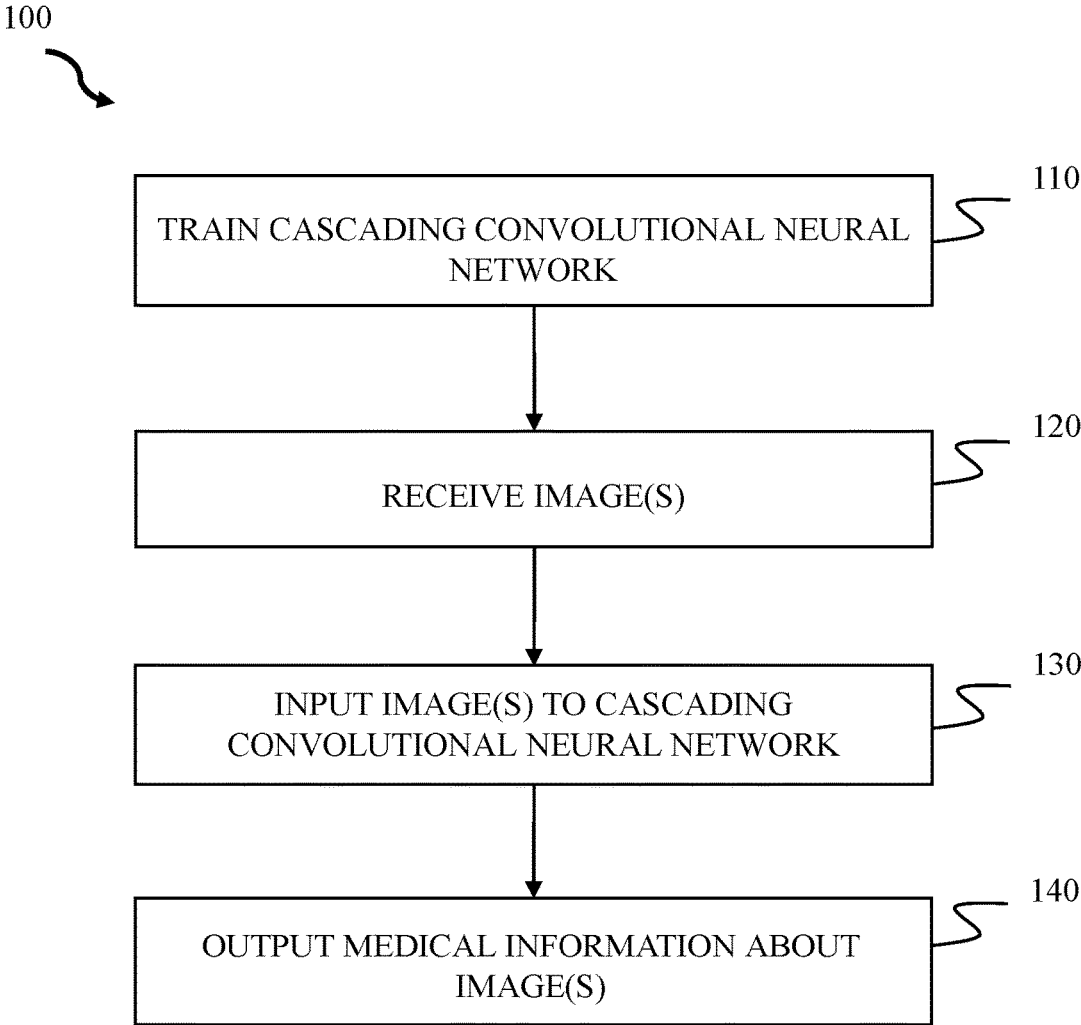 100
110
TRAIN CASCADING CONVOLUTIONAL NEURAL
NETWORK
120
RECEIVE IMAGE(S)
130
INPUT IMAGE(S) TO CASCADING
CONVOLUTIONAL NEURAL NETWORK
140
OUTPUT MEDICAL INFORMATION ABOUT
IMAGE(S)